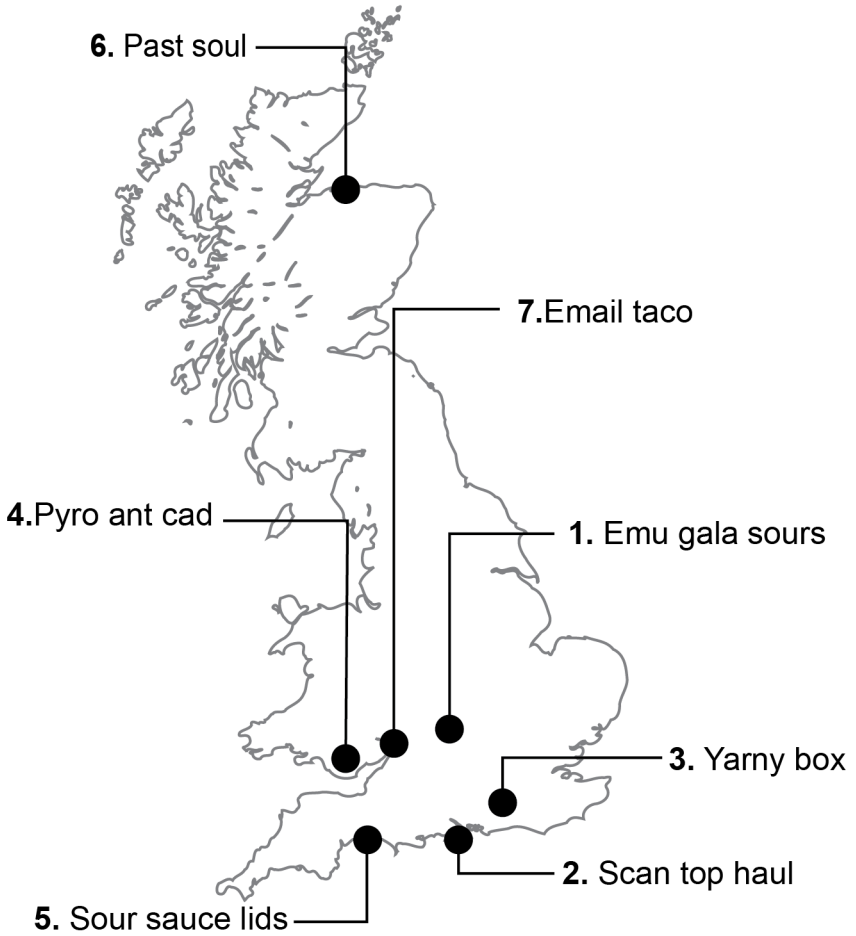 6. Past soul
7.Email taco
4.Pyro ant cad
1. Emu gala sours
3. Yarny box
2. Scan top haul
5. Sour sauce lids